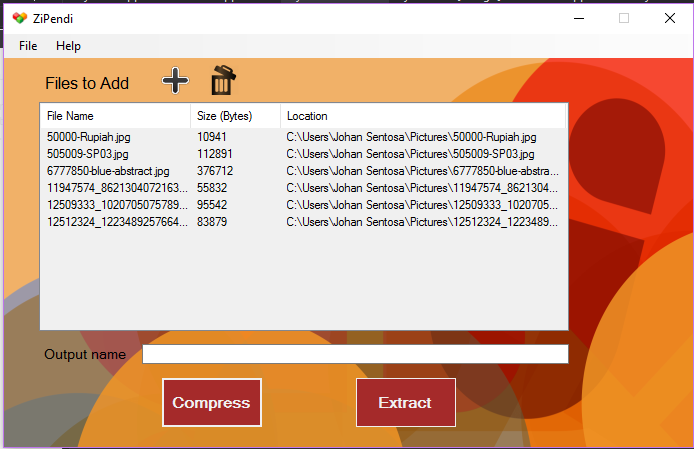 ZiPendi
File Help
Files to Add
File Name Size (Bytes) Location
50000-Rupiah.jpg 10941 C:\Users\Johan Sentosa\Pictures\50000-Rupiah.jpg
505009-SP03.jpg 112891 C:\Users\Johan Sentosa\Pictures\505009-SP03.jpg
6777850-blue-abstract.jpg 376712 C:\Users\Johan Sentosa\Pictures\6777850-blue-abstra...
11947574_8621304072163... 55832 C:\Users\Johan Sentosa\Pictures\11947574_8621304...
12509333_1020705075789... 95542 C:\Users\Johan Sentosa\Pictures\12509333_1020705...
12512324_1223489257664... 83879 C:\Users\Johan Sentosa\Pictures\12512324_1223489...
Output name
Compress Extract